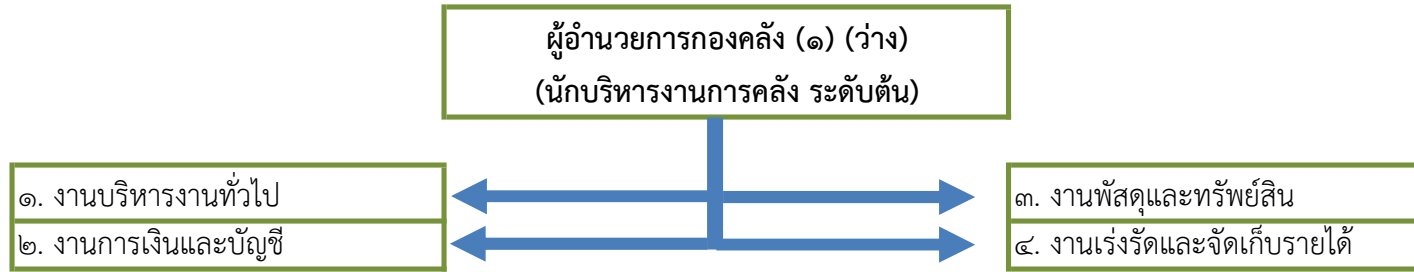 ผู้อำนวยการกองคลัง (๑) (ว่าง)
(นักบริหารงานการคลัง ระดับต้น)
๑. งานบริหารงานทั่วไป
๒. งานการเงินและบัญชี
๓. งานพัสดุและทรัพย์สิน
๔. งานเร่งรัดและจัดเก็บรายได้